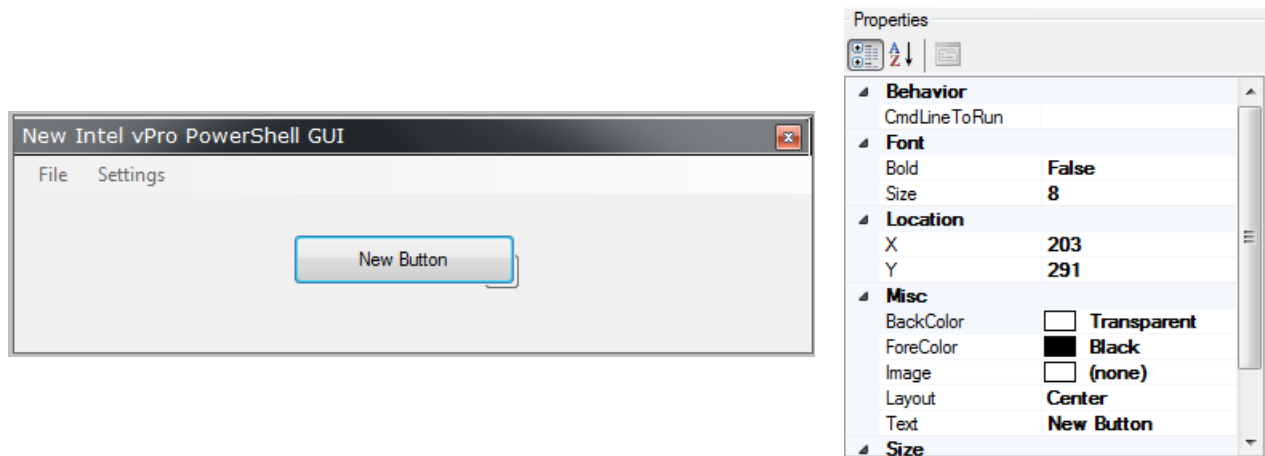 New Intel vPro PowerShell GUI
File Settings
New Button
Properties
A Z
Behavior
CmdLineToRun
Font
Bold False
Size 8
Location
X 203
Y 291
Misc
BackColor Transparent
ForeColor Black
Image (none)
Layout Center
Text New Button
Size